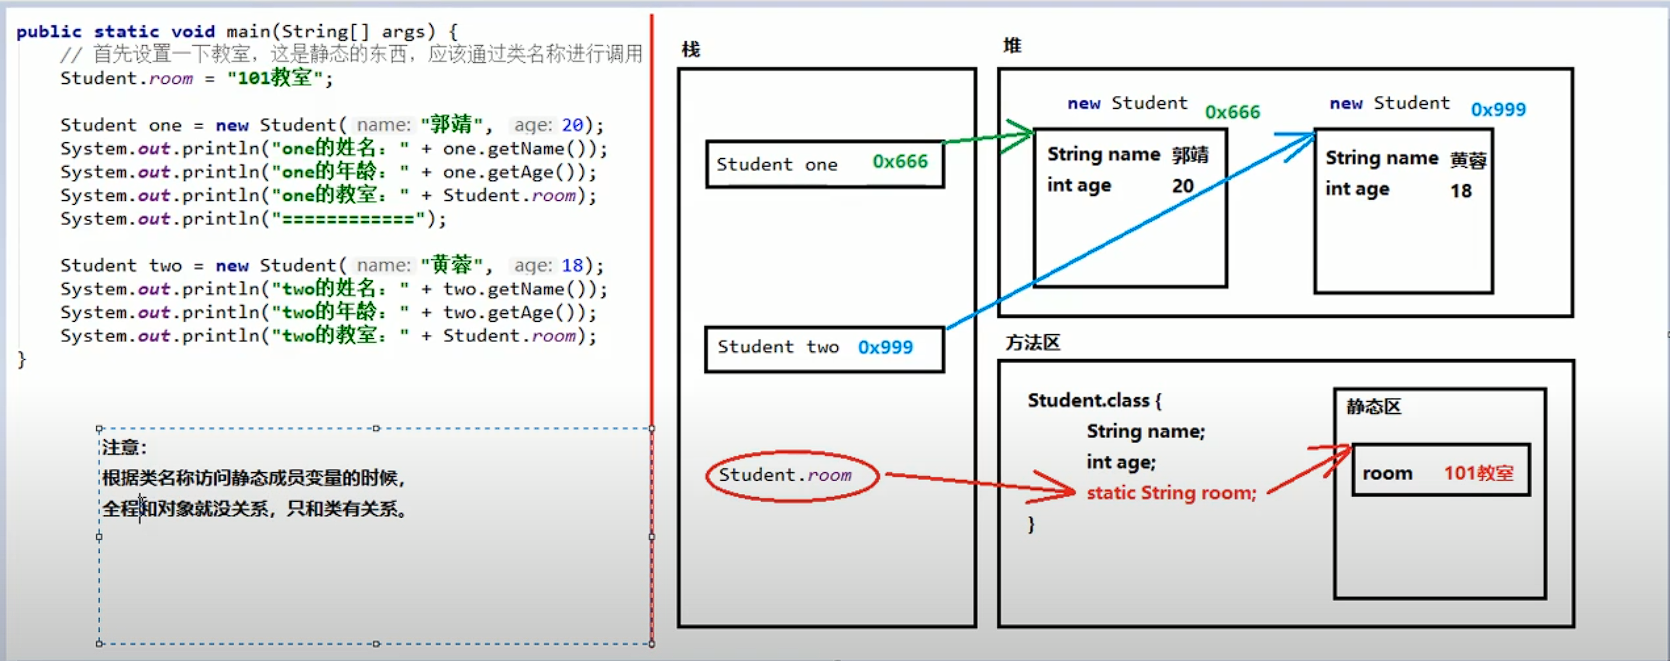 public static void main(String[] args) {
// 首先设置一下教室，这是静态的东西，应该通过类名称进行调用
Student.room = "101教室";
Student one = new Student( name: "郭靖", age: 20);
System.out.println("one的姓名：" + one.getName());
System.out.println("one的年龄：" + one.getAge());
System.out.println("one的教室：" + Student.room);
System.out.println("============");
Student two = new Student( name: "黄蓉", age: 18);
System.out.println("two的姓名：" + two.getName());
System.out.println("two的年龄：" + two.getAge());
System.out.println("two的教室：" + Student.room);
}
注意：
根据类名称访问静态成员变量的时候，
全程和对象就没关系，只和类有关系。
栈
Student one 0x666
Student two 0x999
Student.room
堆
new Student 0x666
String name 郭靖
int age 20
new Student 0x999
String name 黄蓉
int age 18
方法区
Student.class {
String name;
int age;
static String room;
}
静态区
room 101教室